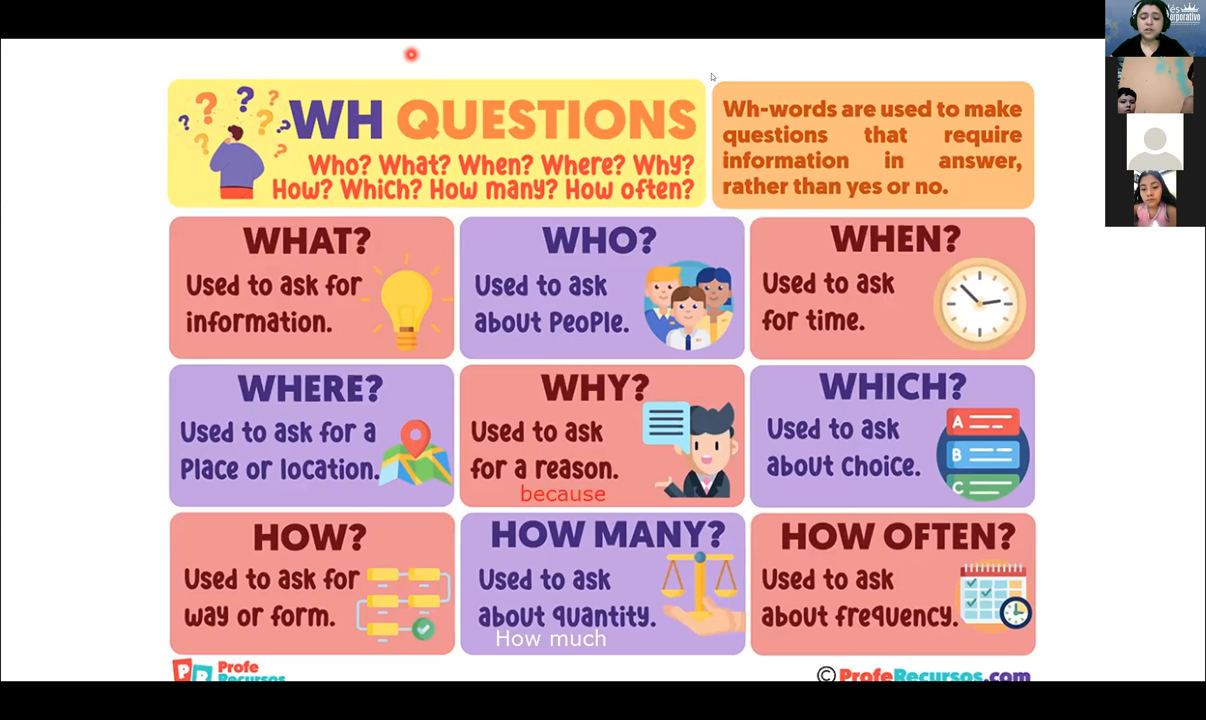 WH QUESTIONS
Who? What? When? Where? Why?
How? Which? How many? How often?
Wh-words are used to make
questions that require
information in answer,
rather than yes or no.
WHAT?
Used to ask for
information.
WHO?
Used to ask
about People.
WHEN?
Used to ask
for time.
WHERE?
Used to ask for a
Place or location.
WHY?
Used to ask
for a reason.
because
WHICH?
Used to ask
about choice.
A
B
C
HOW?
Used to ask for
way or form.
HOW MANY?
Used to ask
about quantity.
How much
HOW OFTEN?
Used to ask
about frequency.
Profe
Recursos
© ProfeRecursos.com